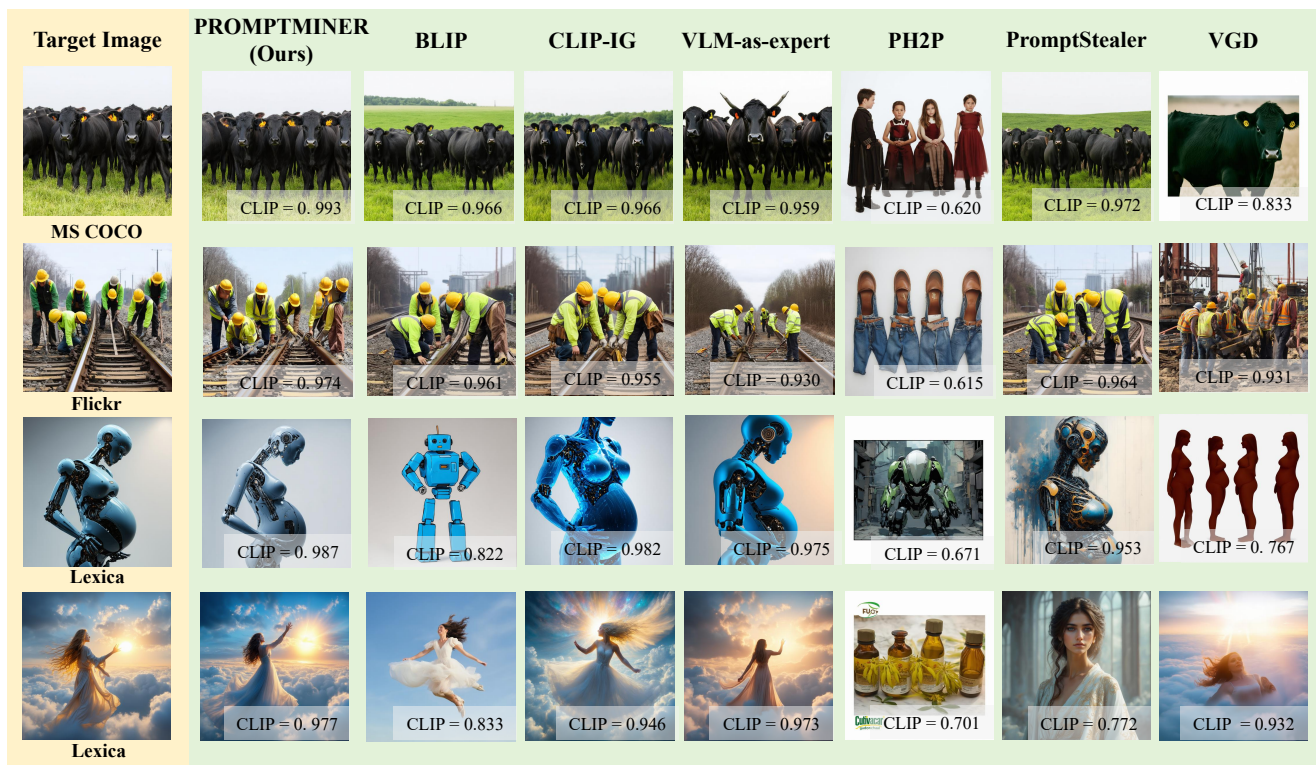 Target Image
PROMPTMINER
(Ours)
BLIP
CLIP-IG
VLM-as-expert
PH2P
PromptStealer
VGD
CLIP = 0. 993
CLIP = 0.966
CLIP = 0.966
CLIP = 0.959
CLIP = 0.620
CLIP = 0.972
CLIP = 0.833
MS COCO
CLIP = 0. 974
CLIP = 0.961
CLIP = 0.955
CLIP = 0.930
CLIP = 0.615
CLIP = 0.964
CLIP = 0.931
Flickr
CLIP = 0. 987
CLIP = 0.822
CLIP = 0.982
CLIP = 0.975
CLIP = 0.671
CLIP = 0.953
CLIP = 0. 767
Lexica
CLIP = 0. 977
CLIP = 0.833
CLIP = 0.946
CLIP = 0.973
CLIP = 0.701
CLIP = 0.772
CLIP = 0.932
Lexica